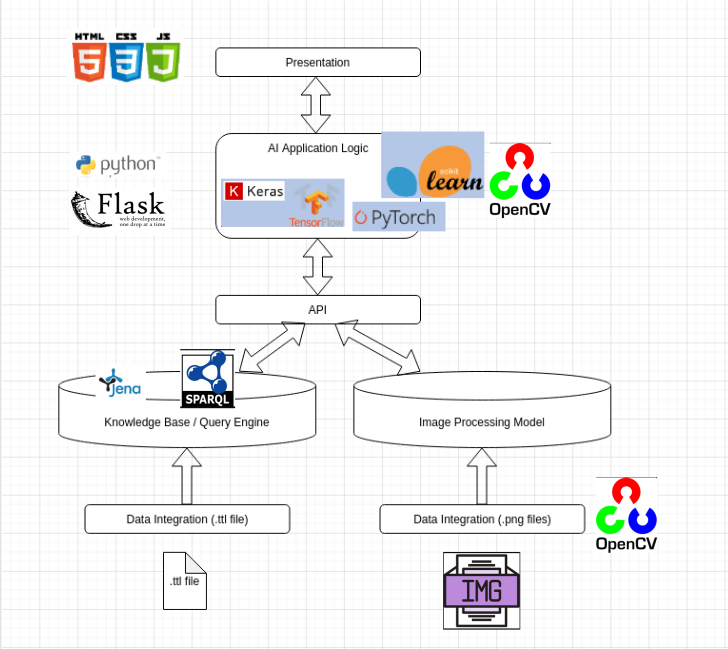 HTML CSS JS
5 3 J
Presentation
AI Application Logic
python™
Flask
web development,
one drop at a time
K Keras
TensorFlow
scikit
learn
PyTorch
OpenCV
API
jena
SPARQL
Knowledge Base / Query Engine
Image Processing Model
Data Integration (.ttl file)
Data Integration (.png files)
OpenCV
.ttl file
IMG